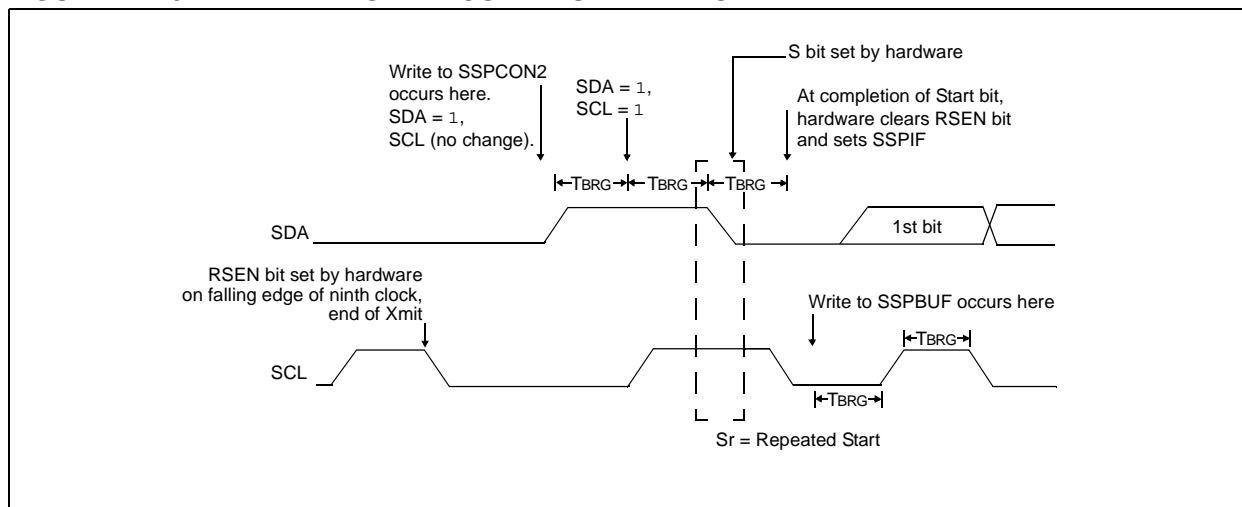 S bit set by hardware
Write to SSPCON2
occurs here.
SDA = 1,
SCL (no change).
SDA = 1,
SCL = 1
At completion of Start bit,
hardware clears RSEN bit
and sets SSPIF
TBRG
TBRG
TBRG
SDA
1st bit
RSEN bit set by hardware
on falling edge of ninth clock,
end of Xmit
Write to SSPBUF occurs here
TBRG
SCL
TBRG
Sr = Repeated Start